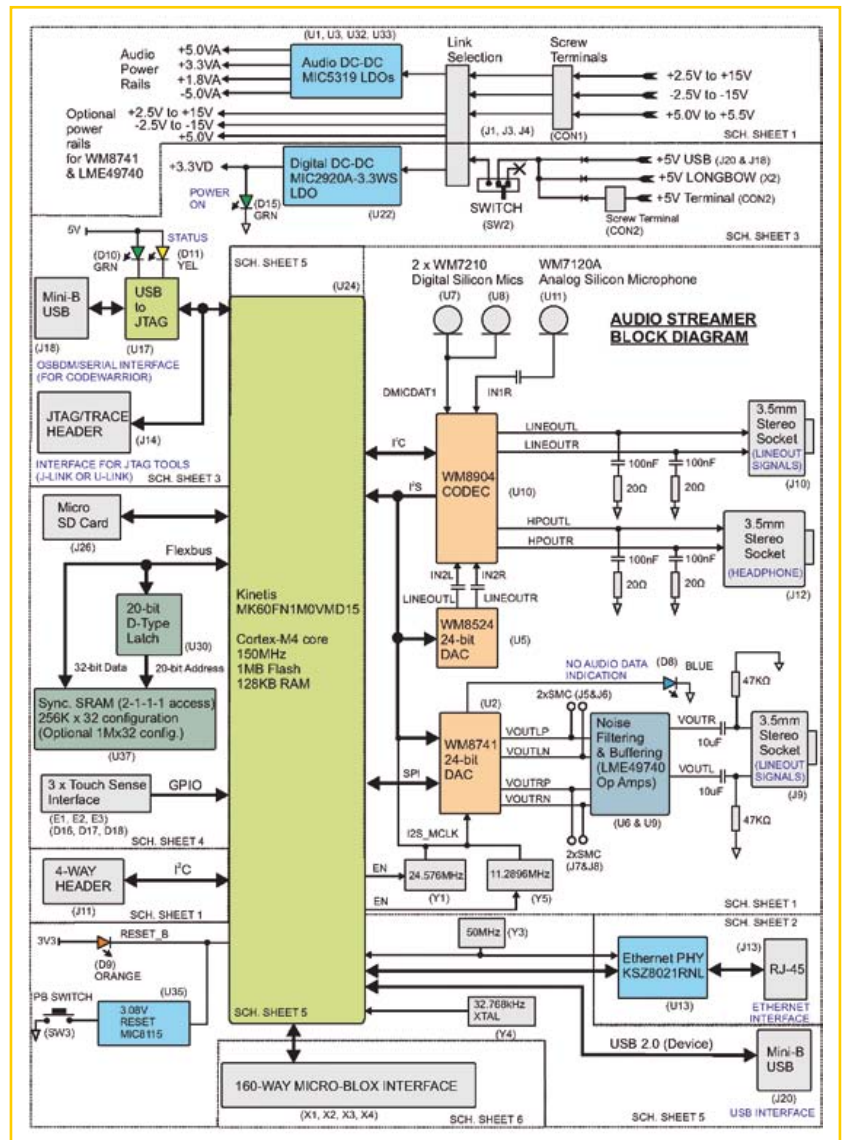 (U1, U3, U32, U33)
Audio
Power
Rails
+5.0VA
+3.3VA
+1.8VA
-5.0VA
Audio DC-DC
MIC5319 LDOs
Link
Selection
Screw
Terminals
+2.5V to +15V
-2.5V to -15V
+5.0V to +5.5V
Optional
power
rails
for WM8741
& LME49740
+2.5V to +15V
-2.5V to -15V
+5.0V
(J1, J3, J4)
(CON1)
SCH. SHEET 1
+3.3VD
Digital DC-DC
MIC2920A-3.3WS
LDO
(U22)
POWER
ON
(D15)
GRN
SWITCH
(SW2)
+5V USB (J20 & J18)
+5V LONGBOW (X2)
+5V Terminal (CON2)
Screw Terminal
(CON2)
SCH. SHEET 3
5V
STATUS
(D10)
GRN
(D11)
YEL
Mini-B
USB
(J18)
USB
to
JTAG
(U17)
OSBDM/SERIAL INTERFACE
(FOR CODEWARRIOR)
JTAG/TRACE
HEADER
(J14)
INTERFACE FOR JTAG TOOLS
(J-LINK OR U-LINK)
SCH. SHEET 3
SCH. SHEET 5
(U24)
Kinetis
MK60FN1M0VMD15
Cortex-M4 core
150MHz
1MB Flash
128KB RAM
SCH. SHEET 5
2 x WM7210
Digital Silicon Mics
(U7)
(U8)
WM7120A
Analog Silicon Microphone
(U11)
AUDIO STREAMER
BLOCK DIAGRAM
DMICDAT1
IN1R
I²C
I²S
WM8904
CODEC
(U10)
LINEOUTL
LINEOUTR
100nF
100nF
20Ω
20Ω
3.5mm
Stereo
Socket
(LINEOUT
SIGNALS)
(J10)
HPOUTL
HPOUTR
100nF
100nF
20Ω
20Ω
3.5mm
Stereo
Socket
(HEADPHONE)
(J12)
IN2L
IN2R
LINEOUTL
LINEOUTR
WM8524
24-bit
DAC
(U5)
Micro
SD Card
(J26)
Flexbus
20-bit
D-Type
Latch
(U30)
32-bit Data
20-bit Address
Sync. SRAM (2-1-1-1 access)
256K x 32 configuration
(Optional 1Mx32 config.)
(U37)
3 x Touch Sense
Interface
GPIO
(E1, E2, E3)
(D16, D17, D18)
SCH. SHEET 4
NO AUDIO DATA
INDICATION
(D8)
BLUE
(U2)
2xSMC (J5&J6)
WM8741
24-bit
DAC
SPI
VOUTLP
VOUTLN
VOUTRP
VOUTRN
2xSMC
(J7&J8)
Noise
Filtering
& Buffering
(LME49740
Op Amps)
(U6 & U9)
VOUTR
VOUTL
10uF
10uF
47KΩ
47KΩ
3.5mm
Stereo
Socket
(LINEOUT
SIGNALS)
(J9)
I2S_MCLK
EN
24.576MHz
(Y1)
EN
11.2896MHz
(Y5)
SCH. SHEET 1
4-WAY
HEADER
(J11)
I²C
SCH. SHEET 1
3V3
RESET_B
(D9)
ORANGE
PB SWITCH
(SW3)
3.08V
RESET
MIC8115
(U35)
50MHz
(Y3)
32.768kHz
XTAL
(Y4)
SCH. SHEET 2
Ethernet PHY
KSZ8021RNL
(U13)
(J13)
RJ-45
ETHERNET
INTERFACE
USB 2.0 (Device)
Mini-B
USB
(J20)
USB INTERFACE
SCH. SHEET 5
160-WAY MICRO-BLOX INTERFACE
(X1, X2, X3, X4)
SCH. SHEET 6